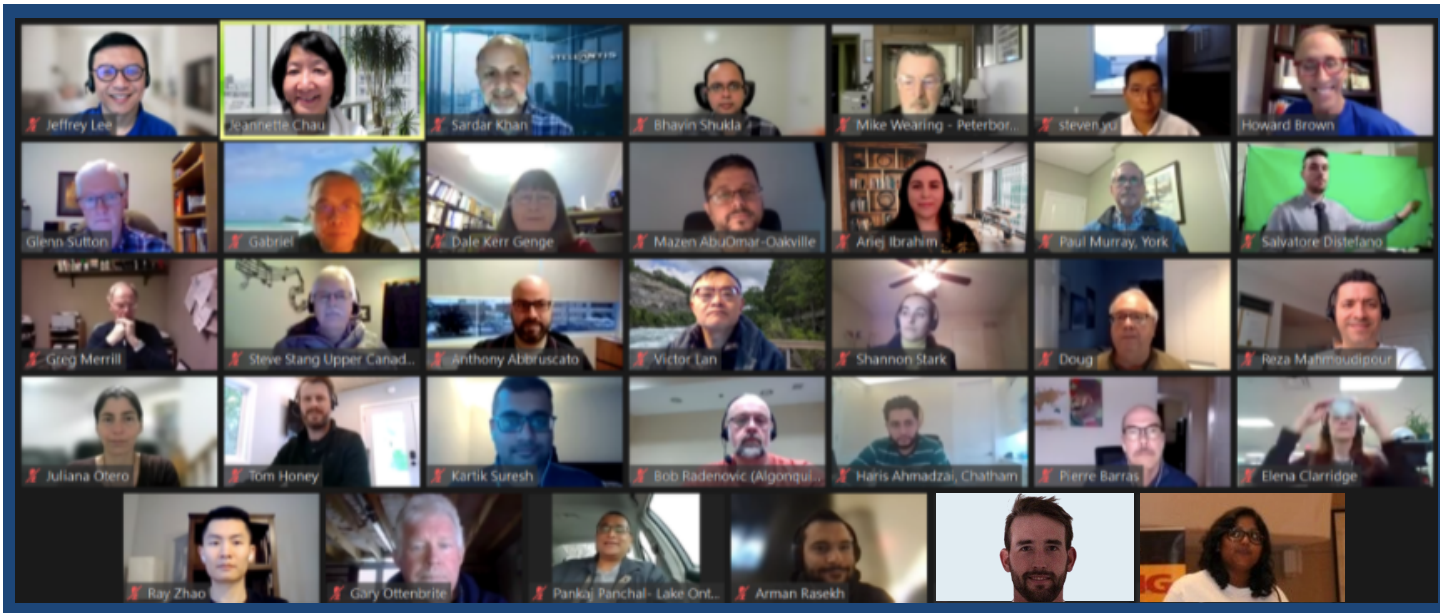 STELLANTIS
Jeffrey Lee
Jeannette Chau
Sardar Khan
Bhavin Shukla
Mike Wearing - Peterbor...
steven yu
Howard Brown
Glenn Sutton
Gabriel
Dale Kerr Genge
Mazen AbuOmar-Oakville
Ariej Ibrahim
Paul Murray, York
Salvatore Distefano
Greg Merrill
Steve Stang Upper Canad...
Anthony Abbruscato
Victor Lan
Shannon Stark
Doug
Reza Mahmoudipour
Juliana Otero
Tom Honey
Kartik Suresh
Bob Radenovic (Algonqui...
Haris Ahmadzai, Chatham
Pierre Barras
Elena Clarridge
NG
Ray Zhao
Gary Ottenbrite
Pankaj Panchal- Lake Ont...
Arman Rasekh